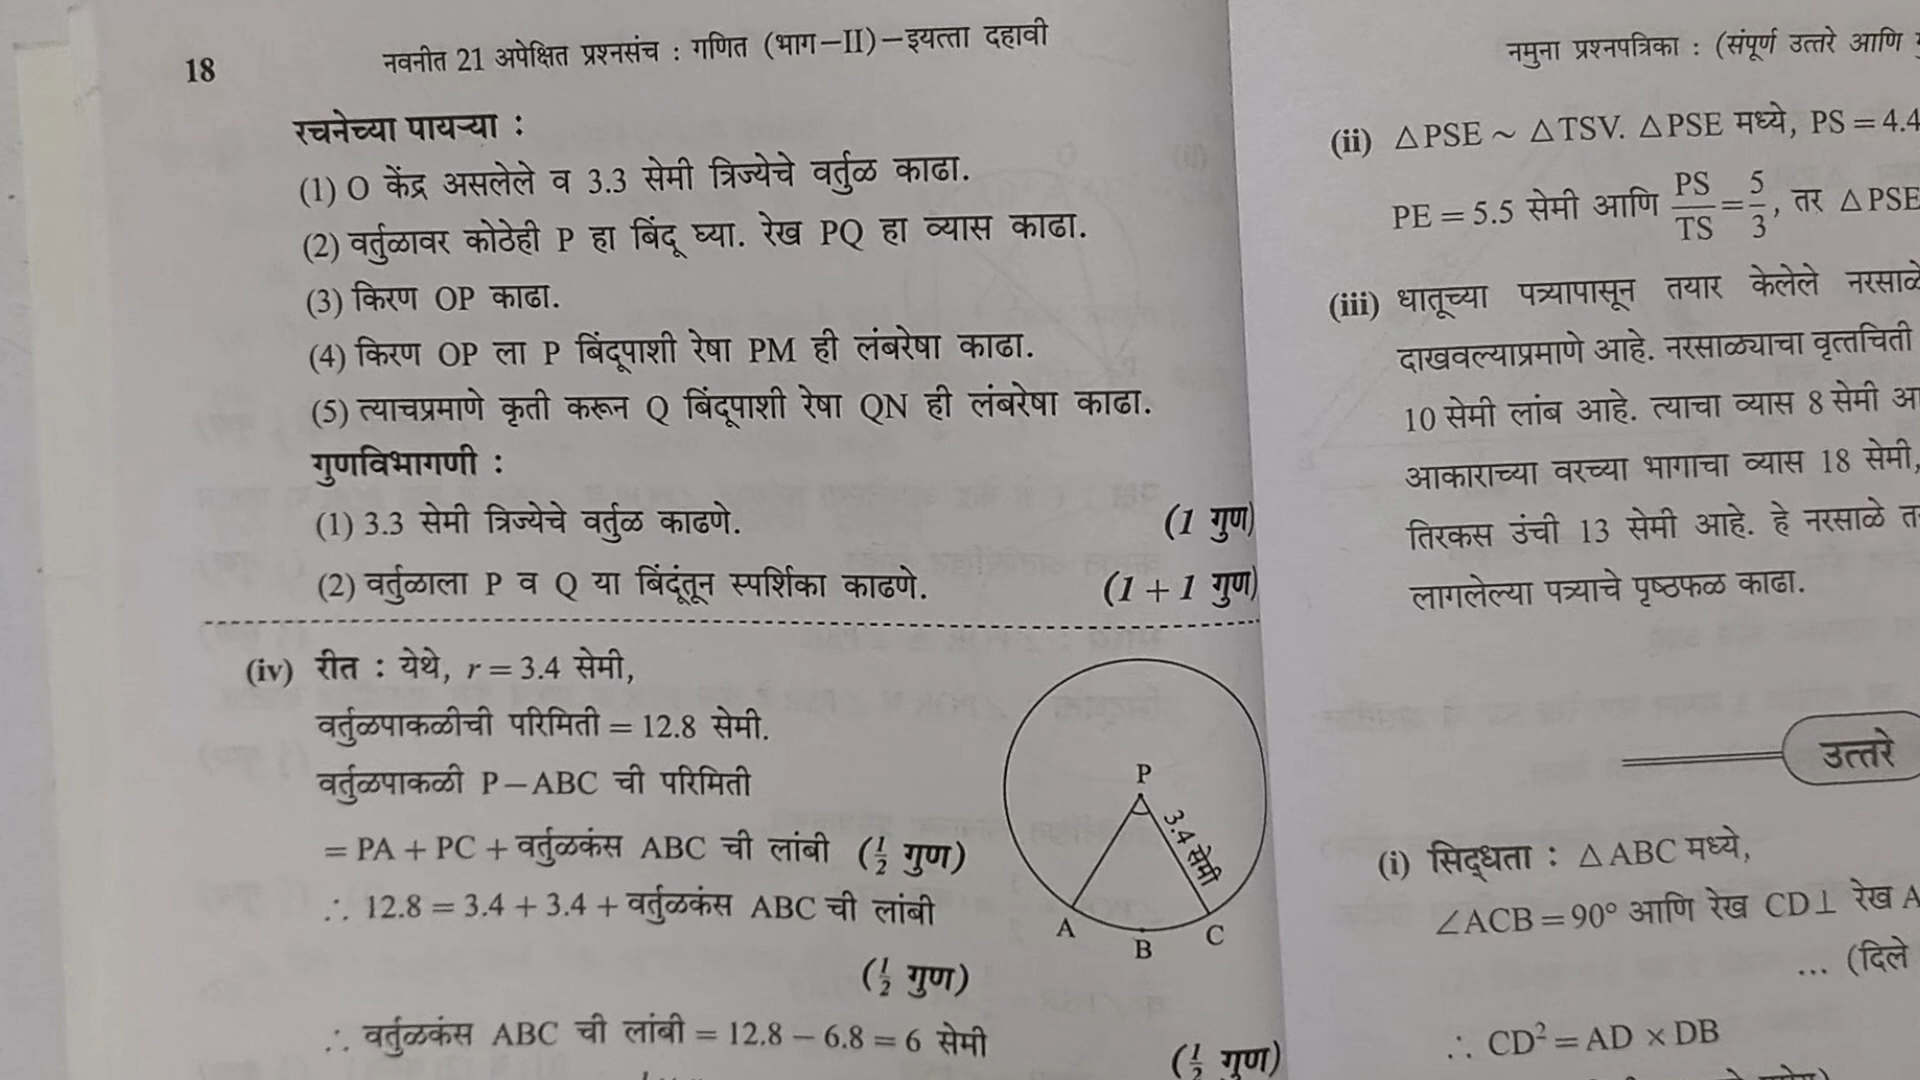 18
नवनीत 21 अपेक्षित प्रश्नसंच : गणित (भाग–II)–इयत्ता दहावी
रचनेच्या पायऱ्या :
(1) O केंद्र असलेले व 3.3 सेमी त्रिज्येचे वर्तुळ काढा.
(2) वर्तुळावर कोठेही P हा बिंदू घ्या. रेख PQ हा व्यास काढा.
(3) किरण OP काढा.
(4) किरण OP ला P बिंदूपाशी रेषा PM ही लंबरेषा काढा.
(5) त्याचप्रमाणे कृती करून Q बिंदूपाशी रेषा QN ही लंबरेषा काढा.
गुणविभागणी :
(1) 3.3 सेमी त्रिज्येचे वर्तुळ काढणे. (1 गुण)
(2) वर्तुळाला P व Q या बिंदूंतून स्पर्शिका काढणे. (1 + 1 गुण)
(iv) रीत : येथे, r = 3.4 सेमी,
वर्तुळपाकळीची परिमिती = 12.8 सेमी.
वर्तुळपाकळी P – ABC ची परिमिती
= PA + PC + वर्तुळकंस ABC ची लांबी (½ गुण)
∴ 12.8 = 3.4 + 3.4 + वर्तुळकंस ABC ची लांबी
(½ गुण)
∴ वर्तुळकंस ABC ची लांबी = 12.8 – 6.8 = 6 सेमी
(½ गुण)
P
3.4 सेमी
A
B
C
नमुना प्रश्नपत्रिका : (संपूर्ण उत्तरे आणि
(ii) △PSE ~ △TSV. △PSE मध्ये, PS = 4.4
PE = 5.5 सेमी आणि PS/TS = 5/3, तर △PSE
(iii) धातूच्या पत्र्यापासून तयार केलेले नरसाळे
दाखवल्याप्रमाणे आहे. नरसाळ्याचा वृत्तचिती
10 सेमी लांब आहे. त्याचा व्यास 8 सेमी
आकाराच्या वरच्या भागाचा व्यास 18 सेमी,
तिरकस उंची 13 सेमी आहे. हे नरसाळे
लागलेल्या पत्र्याचे पृष्ठफळ काढा.
उत्तरे
(i) सिद्धता : △ABC मध्ये,
∠ACB = 90° आणि रेख CD⊥ रेख A
... (दिले
∴ CD² = AD × DB